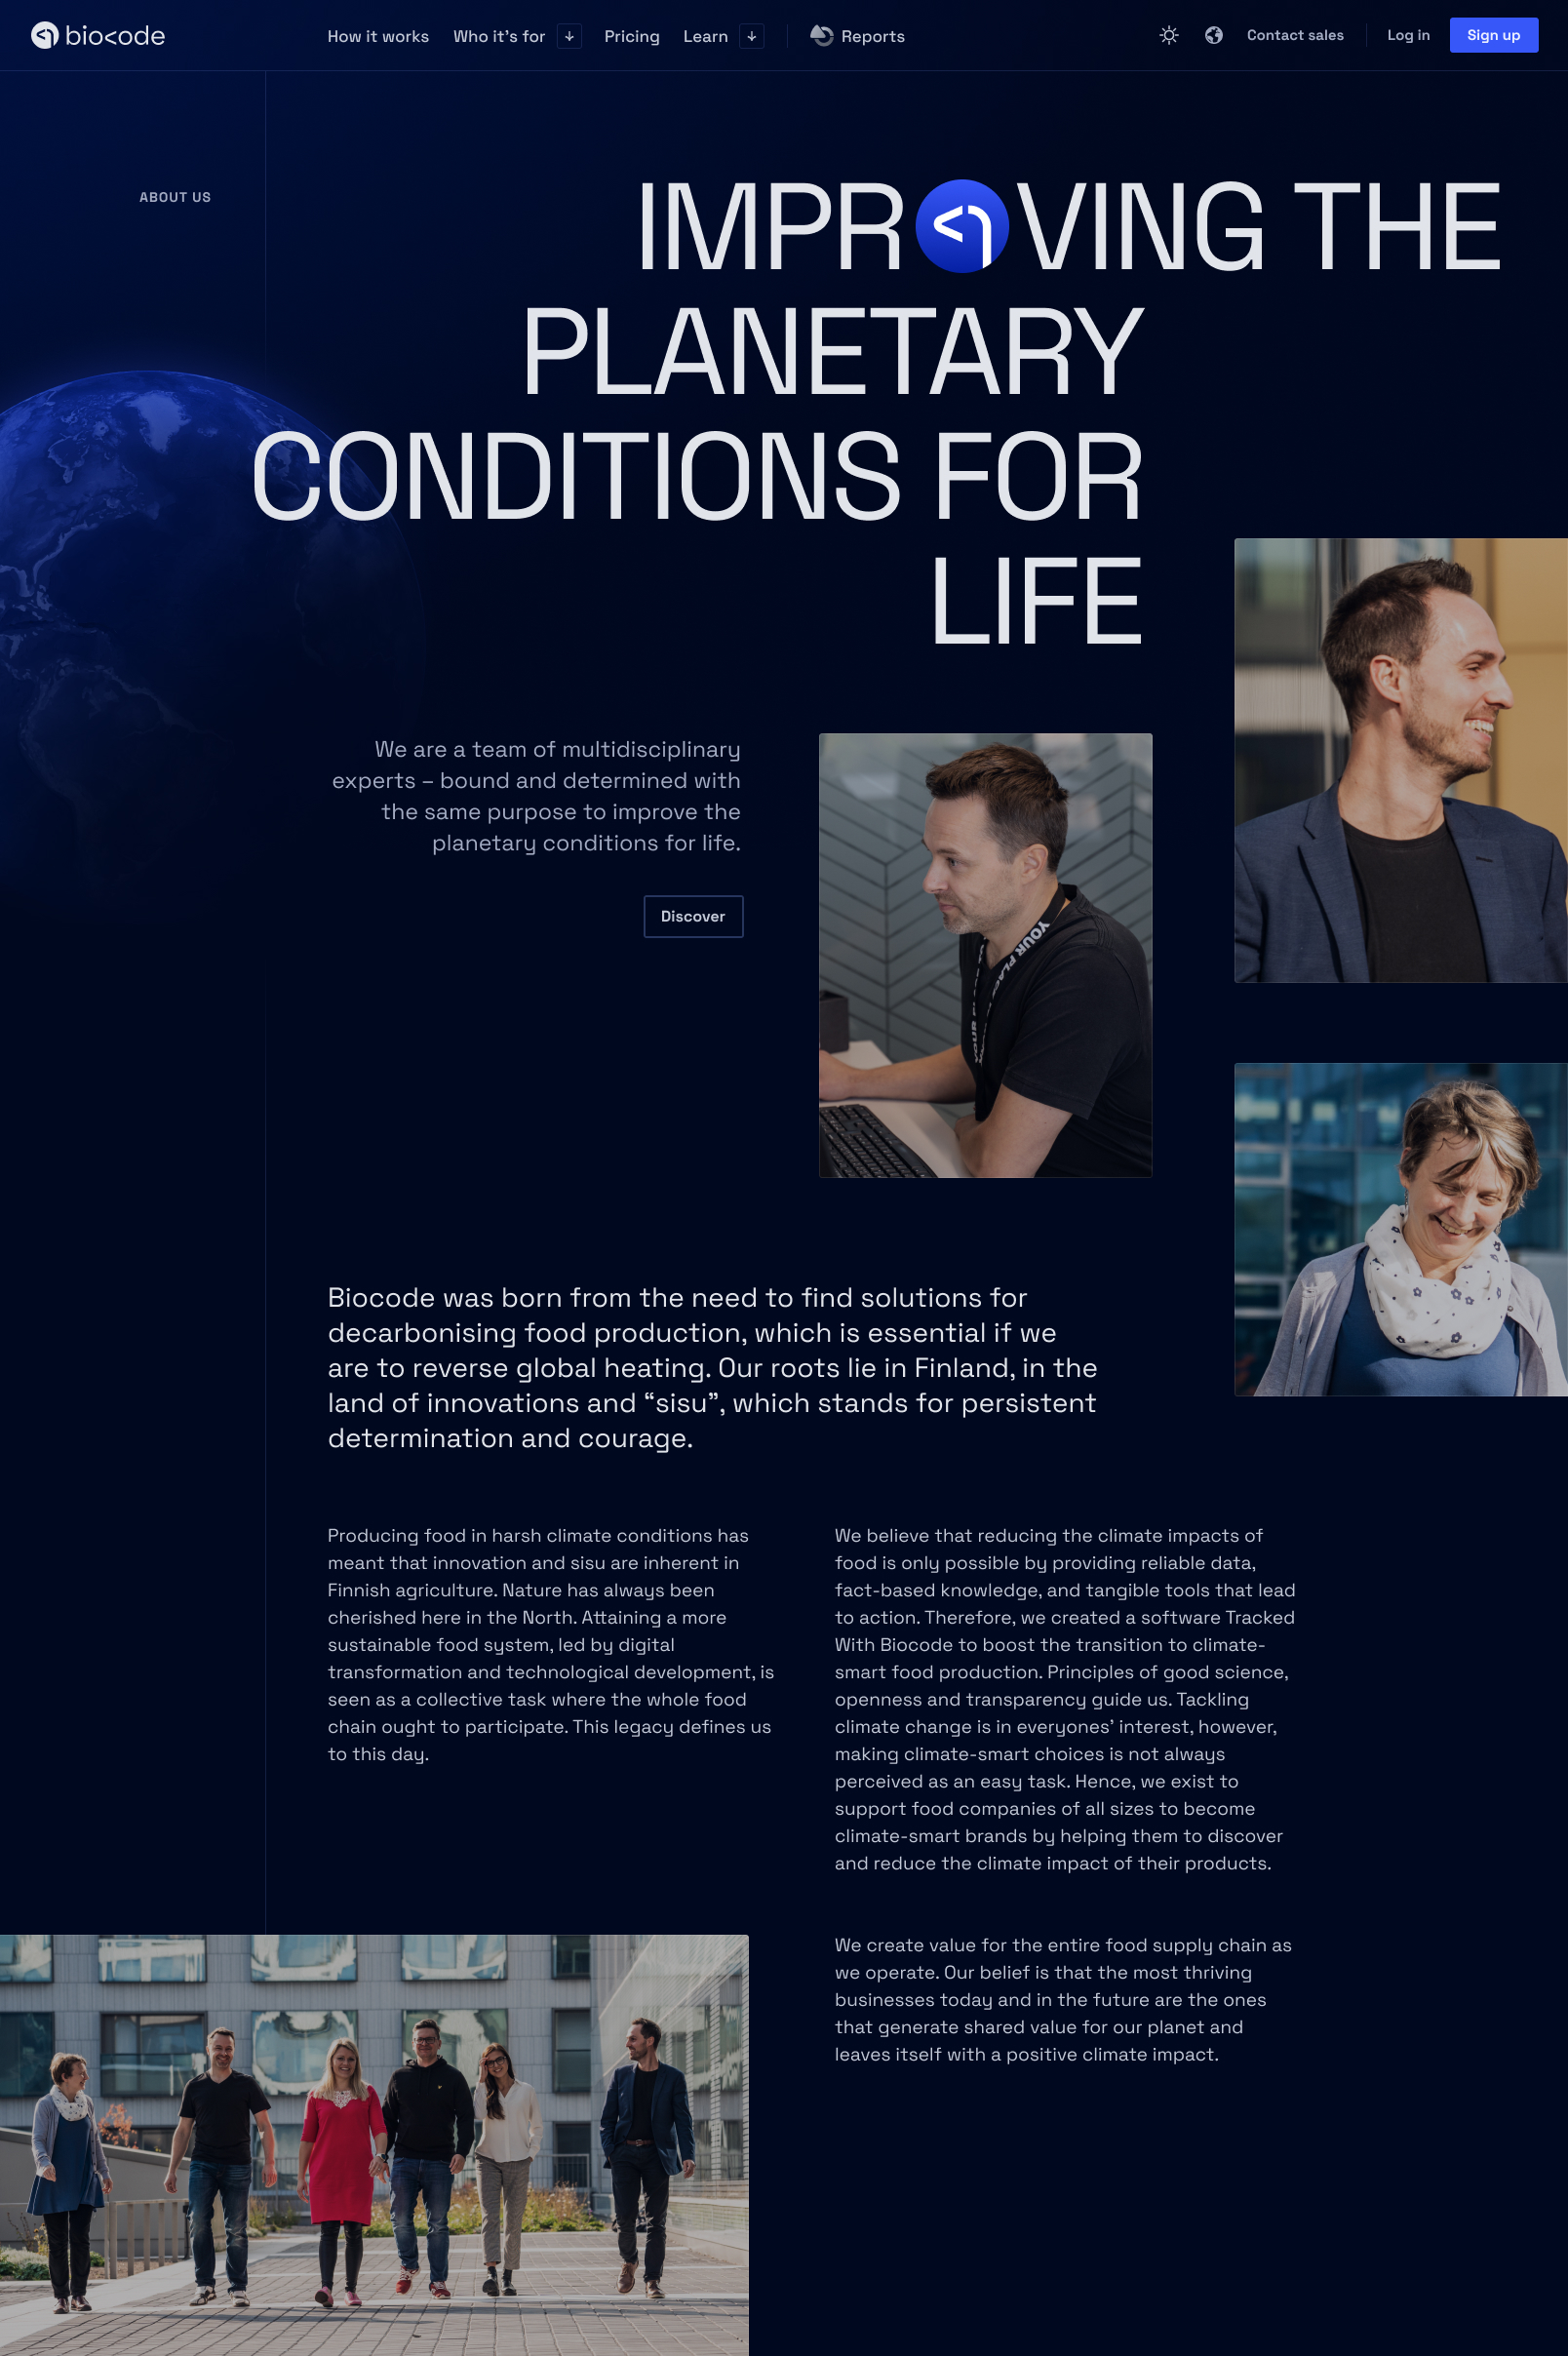 biocode
How it works
Who it’s for
Pricing
Learn
Reports
Contact sales
Log in
Sign up
ABOUT US
IMPROVING THE
PLANETARY
CONDITIONS FOR
LIFE
We are a team of multidisciplinary
experts – bound and determined with
the same purpose to improve the
planetary conditions for life.
Discover
Biocode was born from the need to find solutions for
decarbonising food production, which is essential if we
are to reverse global heating. Our roots lie in Finland, in the
land of innovations and “sisu”, which stands for persistent
determination and courage.
Producing food in harsh climate conditions has
meant that innovation and sisu are inherent in
Finnish agriculture. Nature has always been
cherished here in the North. Attaining a more
sustainable food system, led by digital
transformation and technological development, is
seen as a collective task where the whole food
chain ought to participate. This legacy defines us
to this day.
We believe that reducing the climate impacts of
food is only possible by providing reliable data,
fact-based knowledge, and tangible tools that lead
to action. Therefore, we created a software Tracked
With Biocode to boost the transition to climate-
smart food production. Principles of good science,
openness and transparency guide us. Tackling
climate change is in everyones’ interest, however,
making climate-smart choices is not always
perceived as an easy task. Hence, we exist to
support food companies of all sizes to become
climate-smart brands by helping them to discover
and reduce the climate impact of their products.
We create value for the entire food supply chain as
we operate. Our belief is that the most thriving
businesses today and in the future are the ones
that generate shared value for our planet and
leaves itself with a positive climate impact.